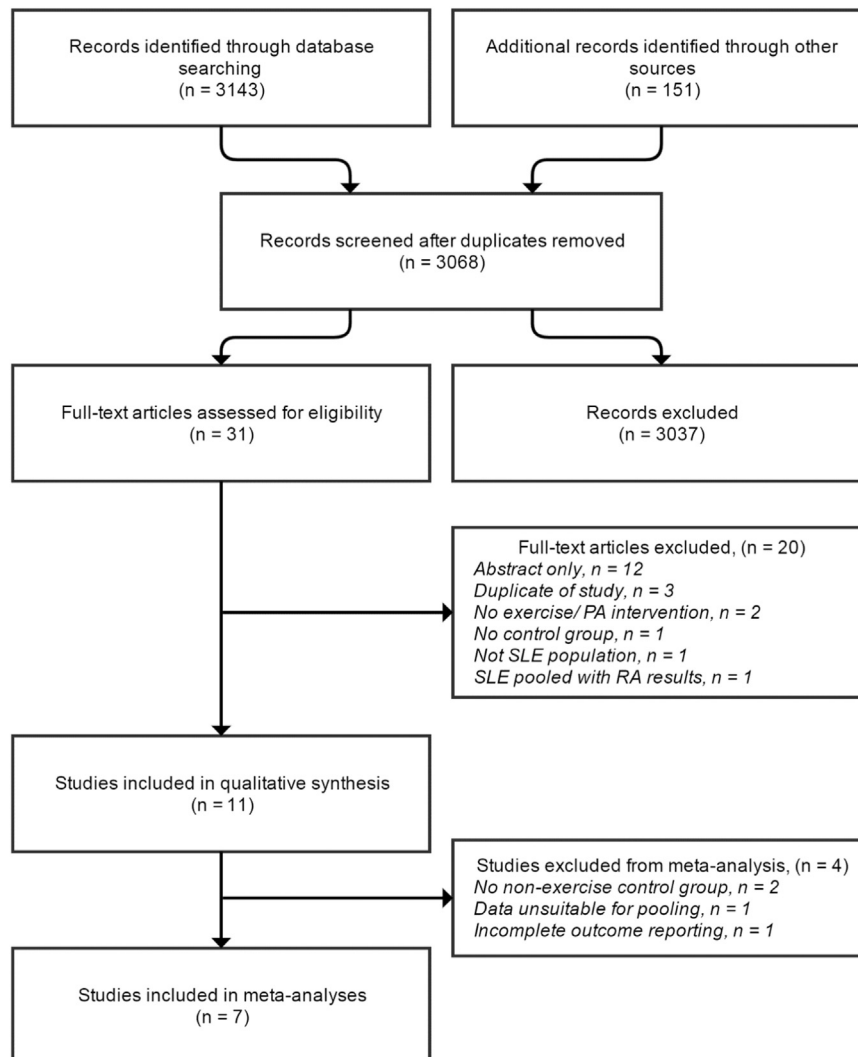 Records identified through database
searching
(n = 3143)
Additional records identified through other
sources
(n = 151)
Records screened after duplicates removed
(n = 3068)
Full-text articles assessed for eligibility
(n = 31)
Records excluded
(n = 3037)
Full-text articles excluded, (n = 20)
Abstract only, n = 12
Duplicate of study, n = 3
No exercise/ PA intervention, n = 2
No control group, n = 1
Not SLE population, n = 1
SLE pooled with RA results, n = 1
Studies included in qualitative synthesis
(n = 11)
Studies excluded from meta-analysis, (n = 4)
No non-exercise control group, n = 2
Data unsuitable for pooling, n = 1
Incomplete outcome reporting, n = 1
Studies included in meta-analyses
(n = 7)